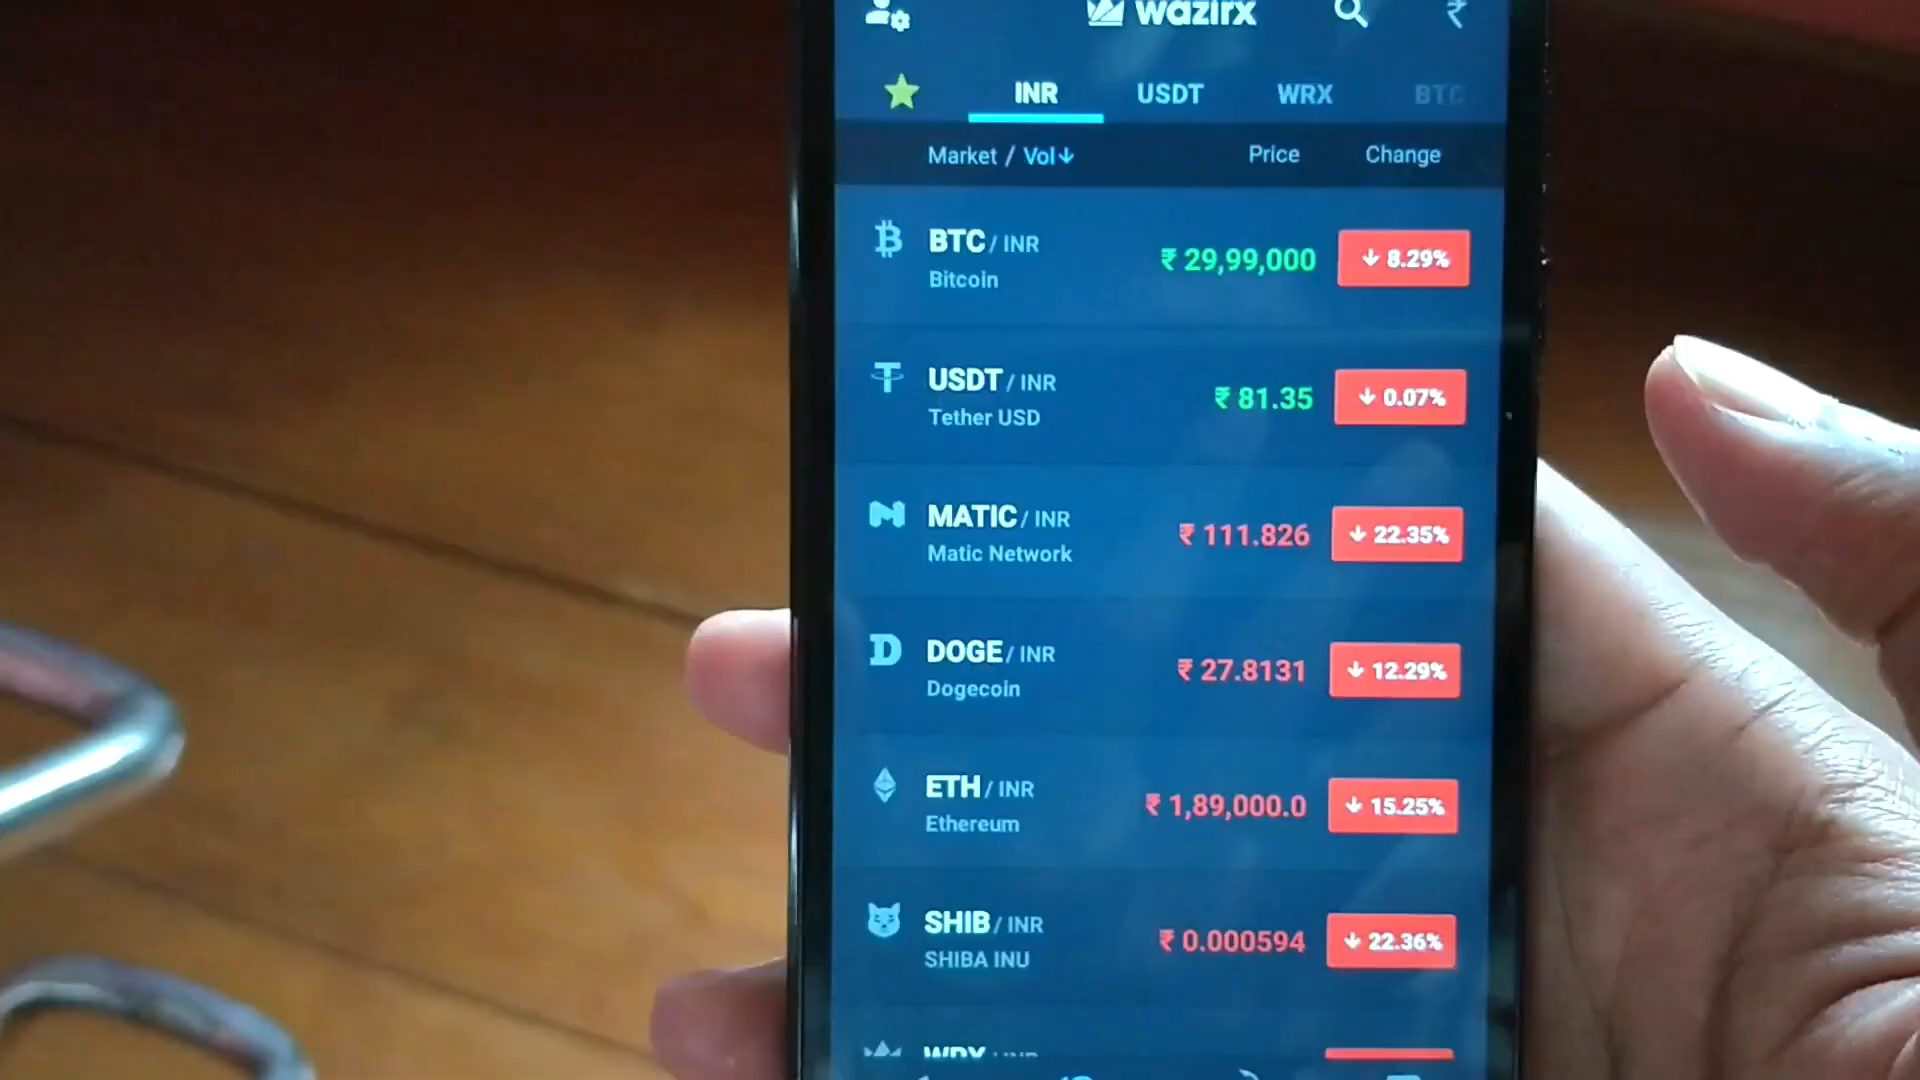 wazirx
₹
INR USDT WRX BTC
Market / Vol↓ Price Change
BTC / INR ₹ 29,99,000 ↓ 8.29%
Bitcoin
USDT / INR ₹ 81.35 ↓ 0.07%
Tether USD
MATIC / INR ₹ 111.826 ↓ 22.35%
Matic Network
DOGE / INR ₹ 27.8131 ↓ 12.29%
Dogecoin
ETH / INR ₹ 1,89,000.0 ↓ 15.25%
Ethereum
SHIB / INR ₹ 0.000594 ↓ 22.36%
SHIBA INU